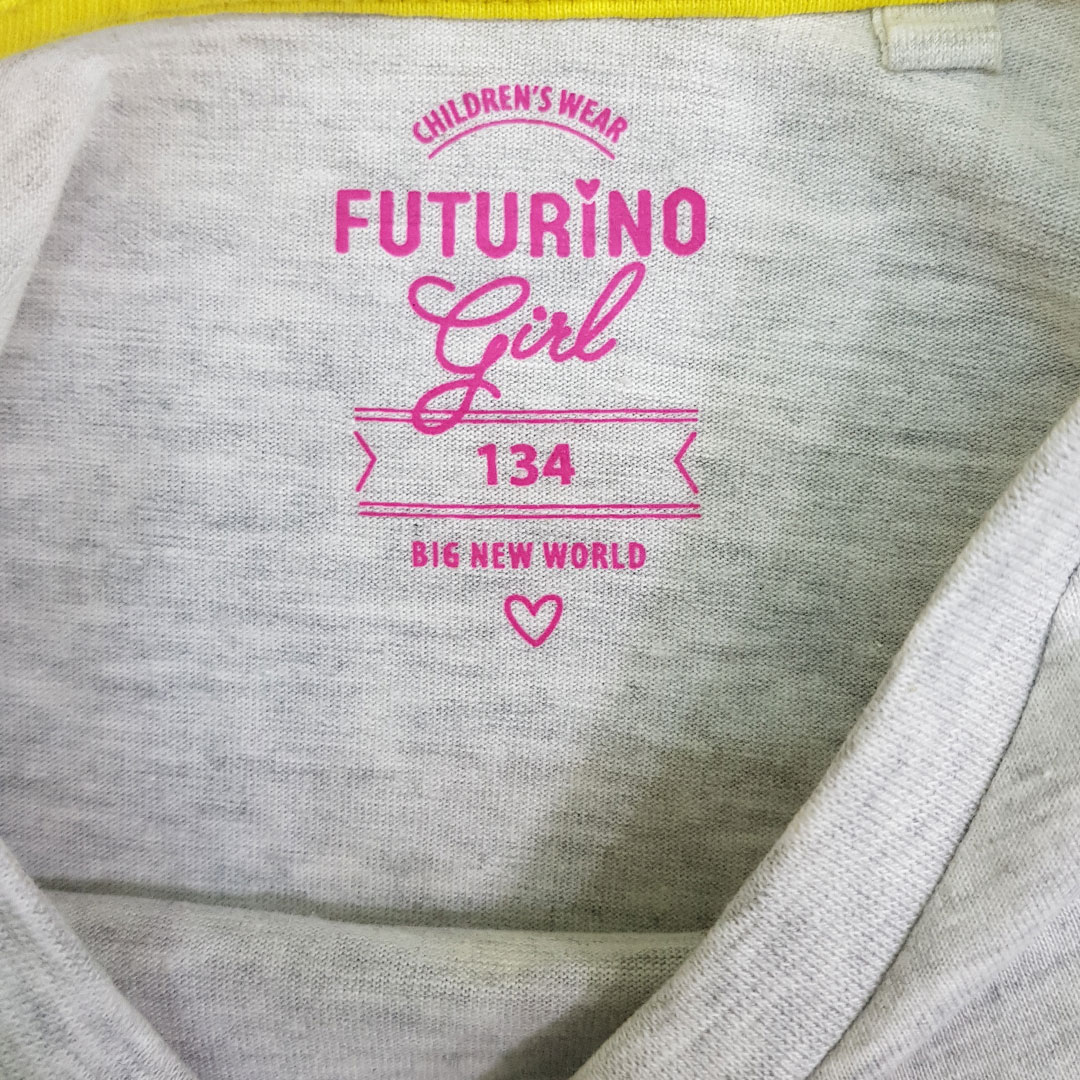 CHILDREN'S WEAR
FUTURINO
Girl
134
BIG NEW WORLD